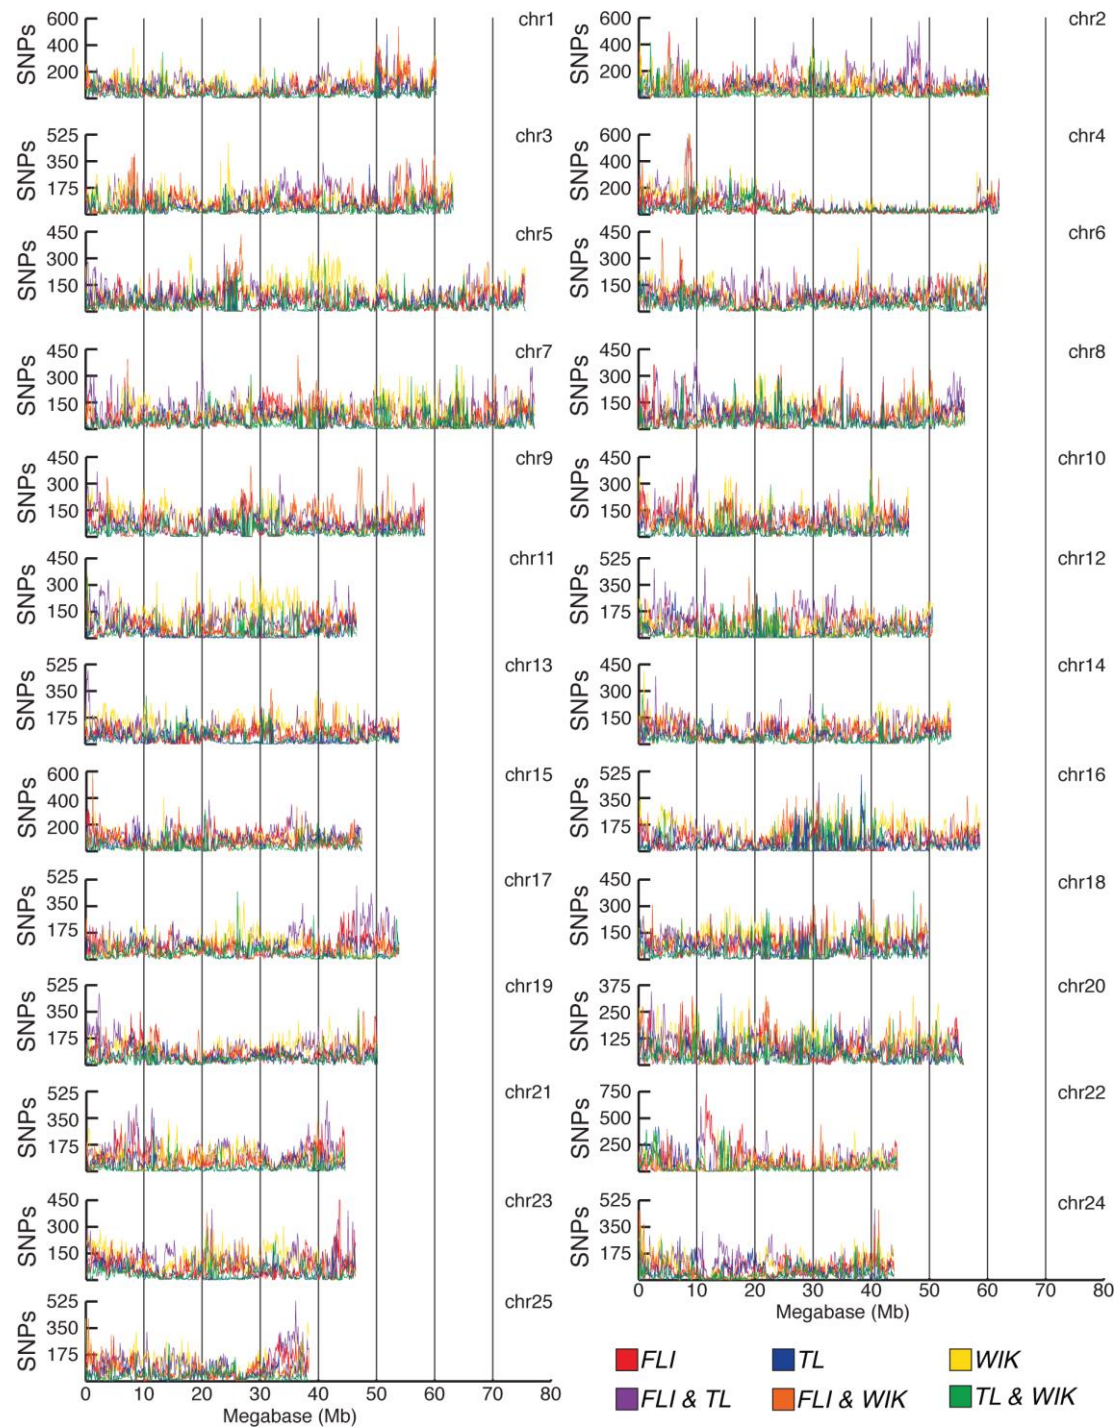 chr1
SNPs
600
400
200
chr2
SNPs
600
400
200
chr3
SNPs
525
350
175
chr4
SNPs
600
400
200
chr5
SNPs
450
300
150
chr6
SNPs
450
300
150
chr7
SNPs
450
300
150
chr8
SNPs
450
300
150
chr9
SNPs
450
300
150
chr10
SNPs
450
300
150
chr11
SNPs
450
300
150
chr12
SNPs
525
350
175
chr13
SNPs
525
350
175
chr14
SNPs
450
300
150
chr15
SNPs
600
400
200
chr16
SNPs
525
350
175
chr17
SNPs
525
350
175
chr18
SNPs
450
300
150
chr19
SNPs
525
350
175
chr20
SNPs
375
250
125
chr21
SNPs
525
350
175
chr22
SNPs
750
500
250
chr23
SNPs
450
300
150
chr24
SNPs
525
350
175
0 10 20 30 40 50 60 70 80
Megabase (Mb)
chr25
SNPs
525
350
175
0 10 20 30 40 50 60 70 80
Megabase (Mb)
FLI TL WIK
FLI & TL FLI & WIK TL & WIK